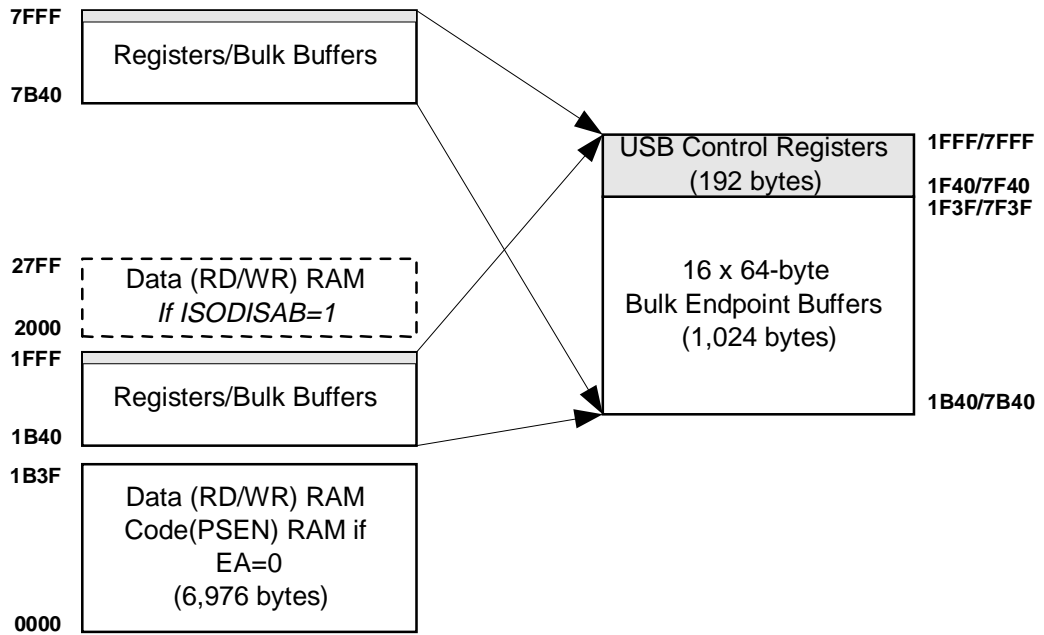 7FFF
Registers/Bulk Buffers
7B40
27FF
Data (RD/WR) RAM
If ISODISAB=1
2000
1FFF
Registers/Bulk Buffers
1B40
1B3F
Data (RD/WR) RAM
Code(PSEN) RAM if
EA=0
(6,976 bytes)
0000
USB Control Registers
(192 bytes)
1FFF/7FFF
1F40/7F40
1F3F/7F3F
16 x 64-byte
Bulk Endpoint Buffers
(1,024 bytes)
1B40/7B40